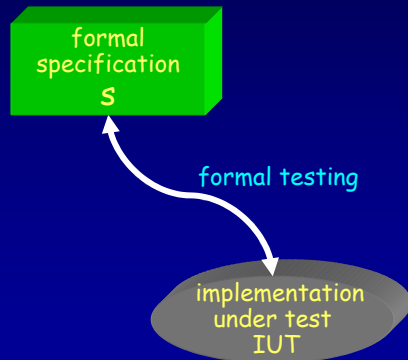 formal
specification
s
formal testing
implementation
under test
IUT